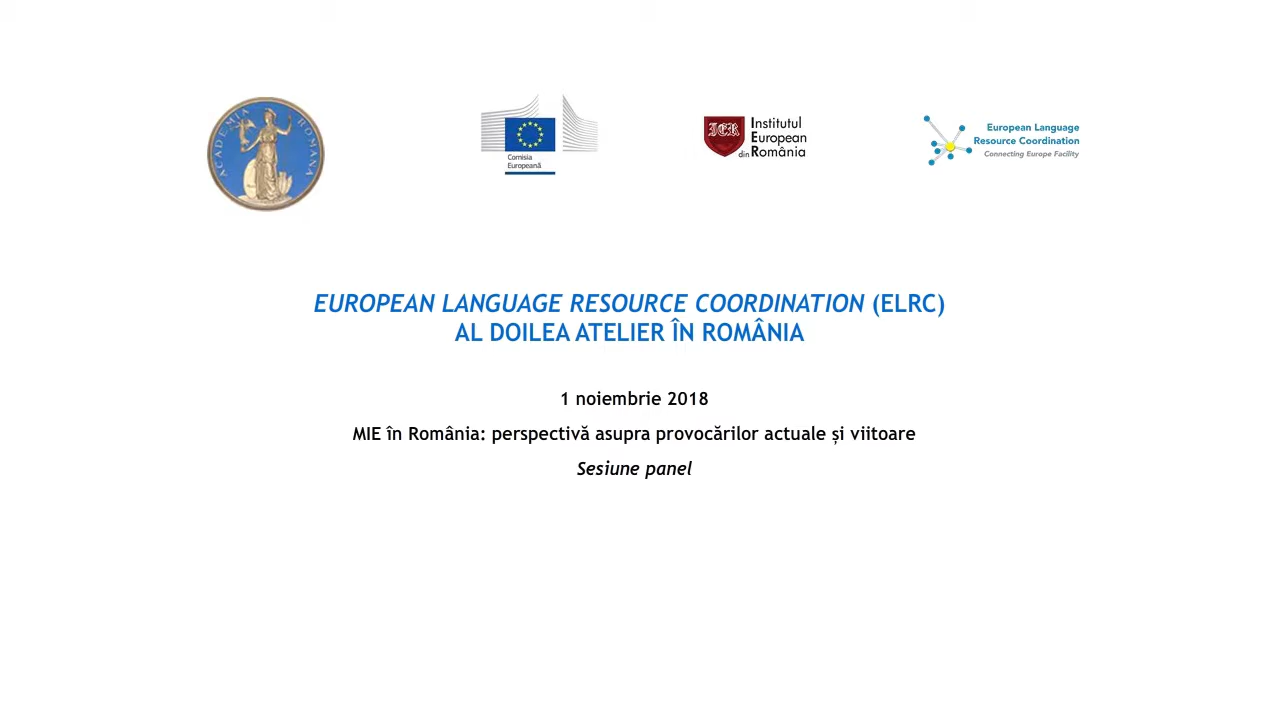 ACADEMIA ROMANA
Comisia
Europeană
IER
Institutul
European
din România
European Language
Resource Coordination
Connecting Europe Facility
EUROPEAN LANGUAGE RESOURCE COORDINATION (ELRC)
AL DOILEA ATELIER ÎN ROMÂNIA
1 noiembrie 2018
MIE în România: perspectivă asupra provocărilor actuale și viitoare
Sesiune panel